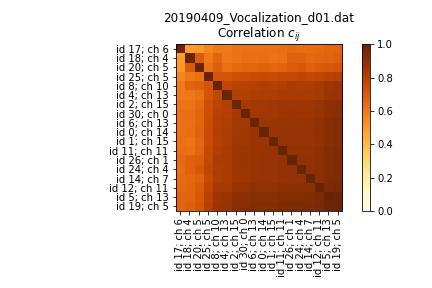 20190409_Vocalization_d01.dat
Correlation cij
id 17; ch 6
id 18; ch 4
id 20; ch 5
id 25; ch 5
id 8; ch 10
id 4; ch 13
id 2; ch 15
id 30; ch 0
id 6; ch 13
id 0; ch 14
id 1; ch 15
id 11; ch 11
id 26; ch 1
id 24; ch 4
id 14; ch 7
id 12; ch 11
id 5; ch 13
id 19; ch 5
1.0
0.8
0.6
0.4
0.2
0.0
id 17; ch 6
id 18; ch 4
id 20; ch 5
id 25; ch 5
id 8; ch 10
id 4; ch 13
id 2; ch 15
id 30; ch 0
id 6; ch 13
id 0; ch 14
id 1; ch 15
id 11; ch 11
id 26; ch 1
id 24; ch 4
id 14; ch 7
id 12; ch 11
id 5; ch 13
id 19; ch 5